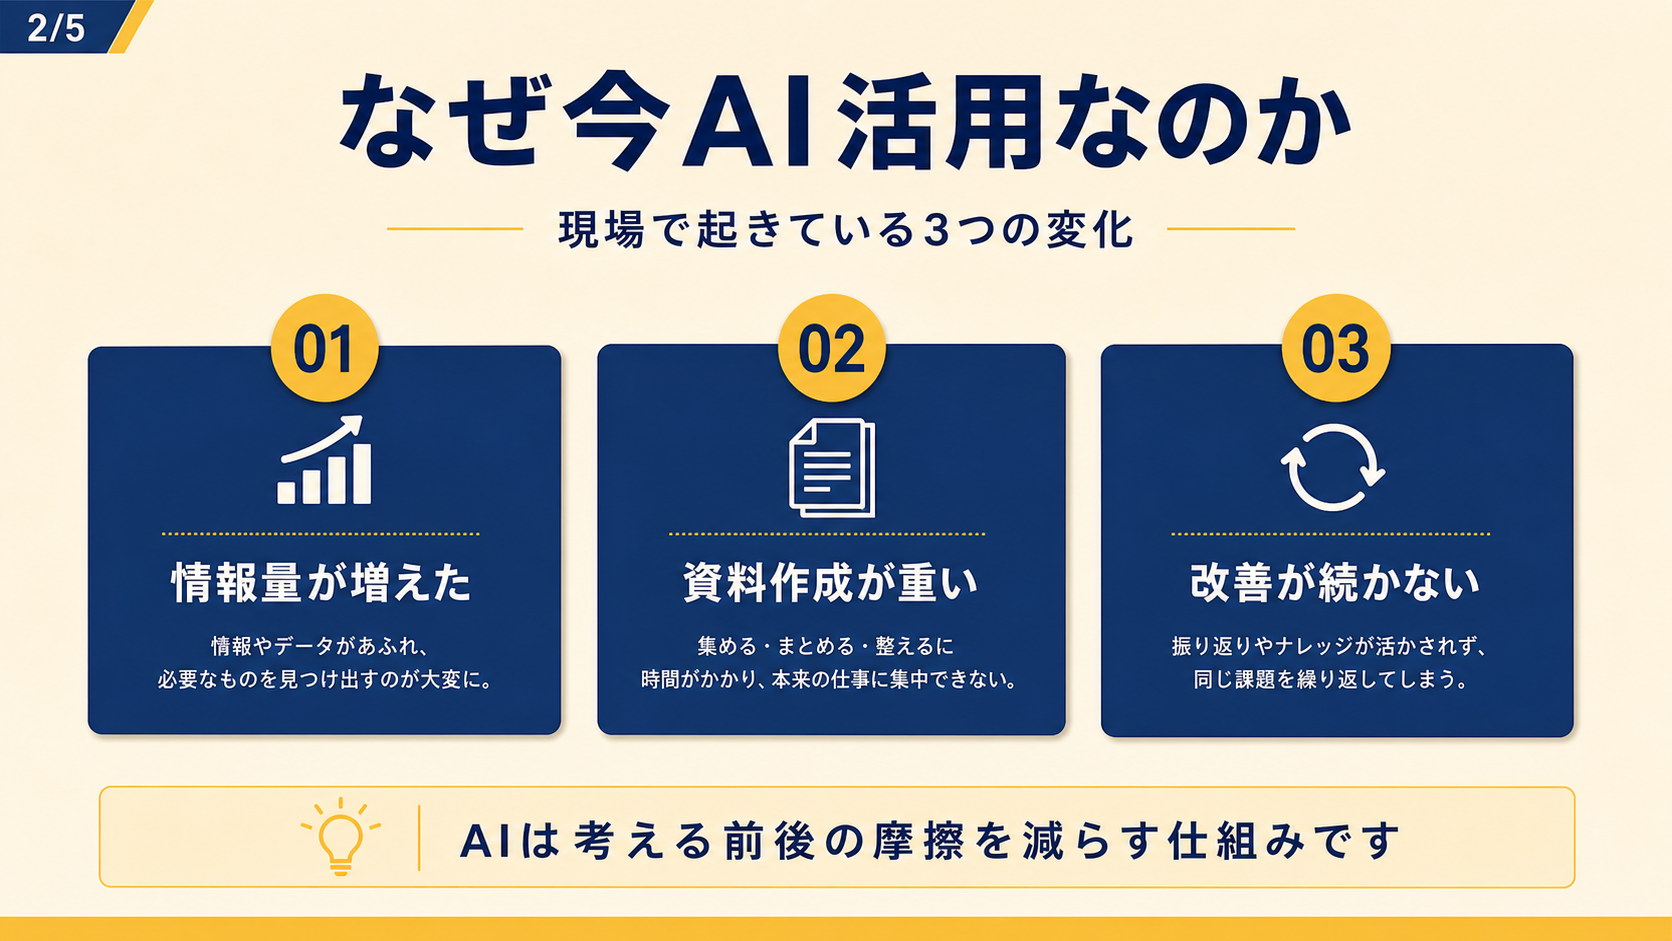 2/5
なぜ今AI活用なのか
現場で起きている3つの変化
01
情報量が増えた
情報やデータがあふれ、
必要なものを見つけ出すのが大変に。
02
資料作成が重い
集める・まとめる・整えるに
時間がかかり、本来の仕事に集中できない。
03
改善が続かない
振り返りやナレッジが活かされず、
同じ課題を繰り返してしまう。
AIは考える前後の摩擦を減らす仕組みです